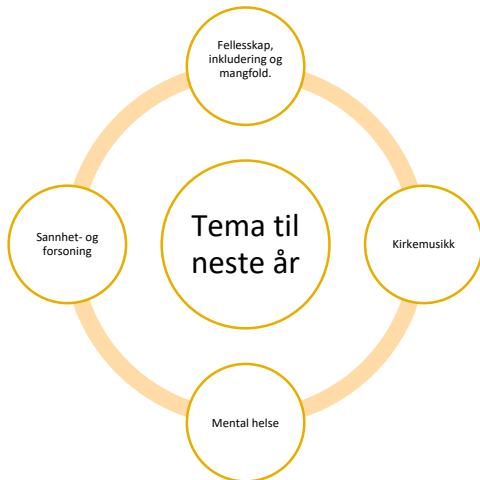 Fellesskap,
inkludering og
mangfold.
Tema til
neste år
Sannhet- og
forsoning
Kirkemusikk
Mental helse